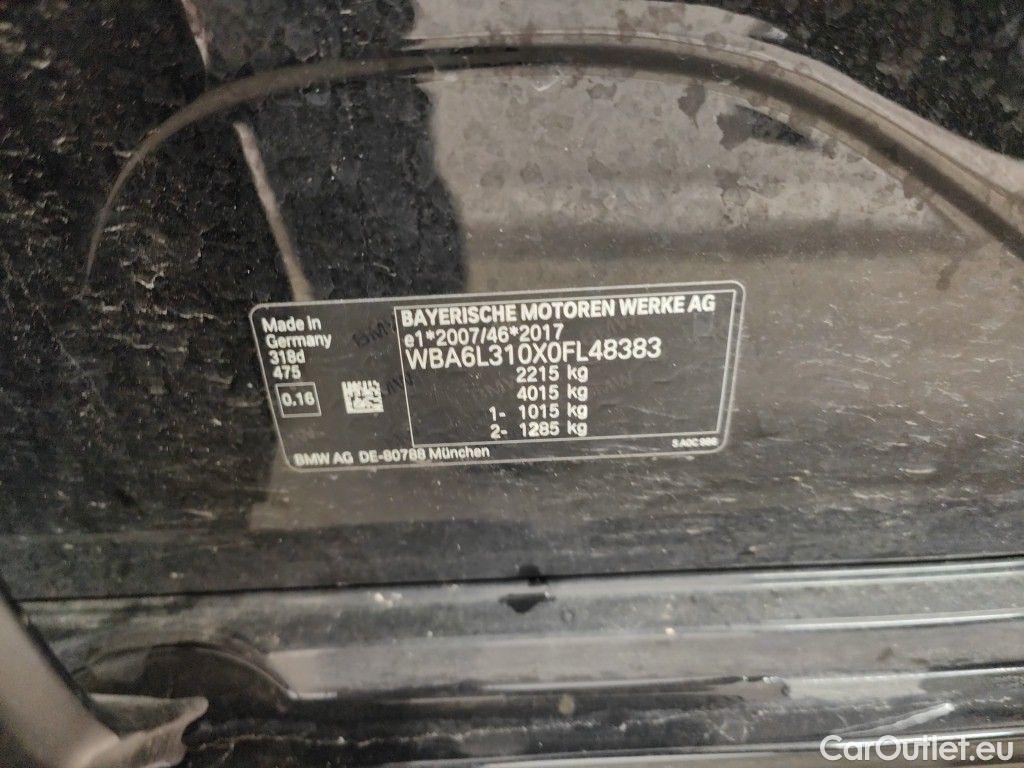 Made in
Germany
318d
475
0.16
BAYERISCHE MOTOREN WERKE AG
e1*2007/46*2017
WBA6L310X0FL48383
2215 kg
4015 kg
1- 1015 kg
2- 1285 kg
BMW AG DE-80788 München
CarOutlet.eu